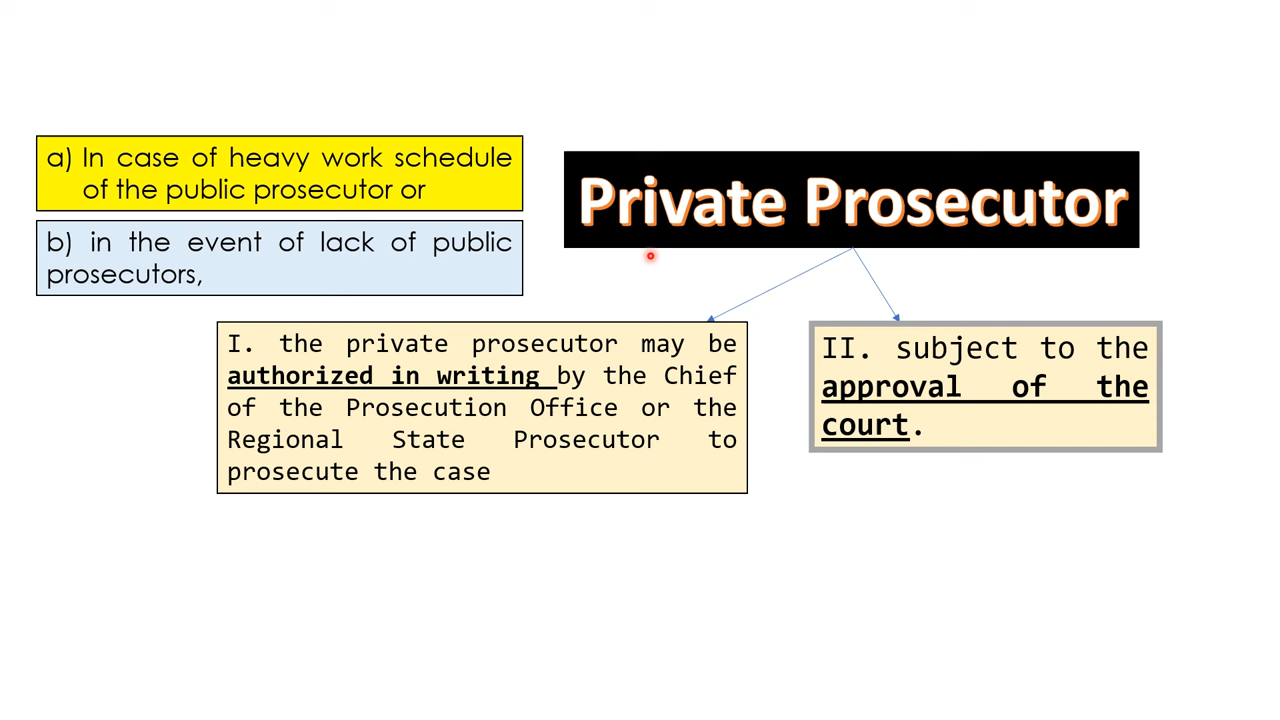 a) In case of heavy work schedule
of the public prosecutor or
b) in the event of lack of public
prosecutors,
Private Prosecutor
I. the private prosecutor may be
authorized in writing by the Chief
of the Prosecution Office or the
Regional State Prosecutor to
prosecute the case
II. subject to the
approval of the
court.